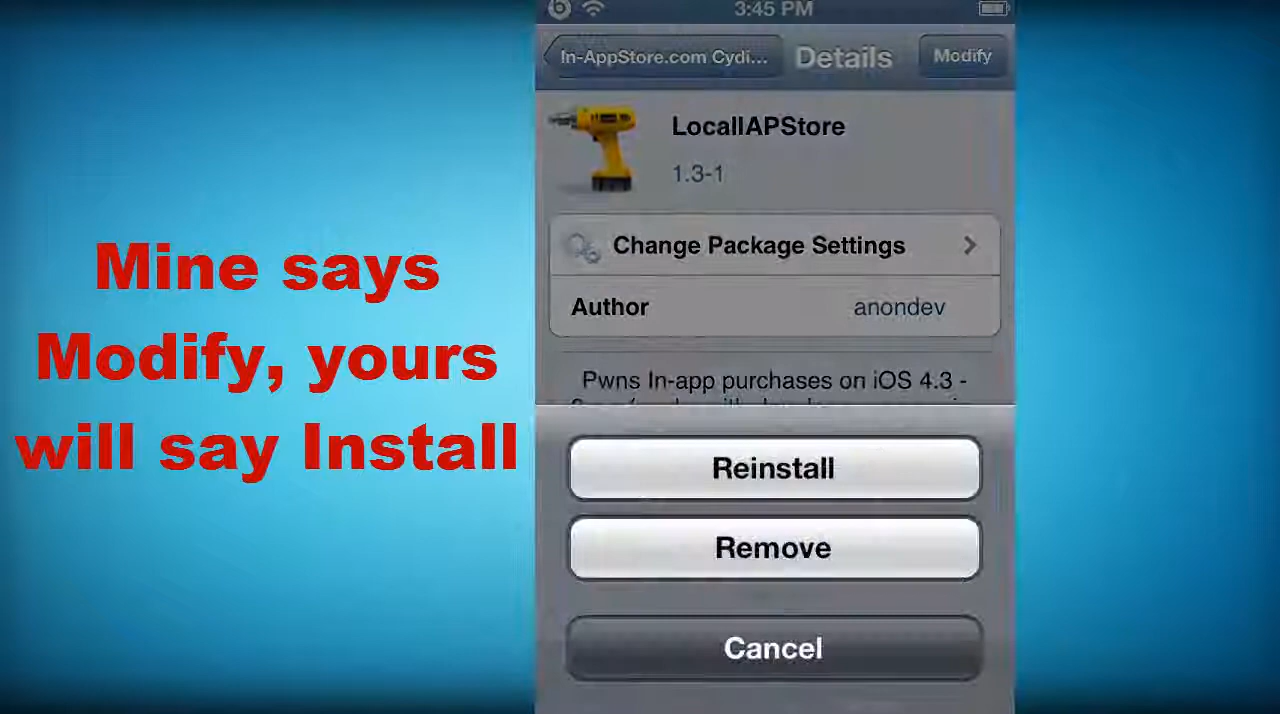 3:45 PM
In-AppStore.com Cydi... Details Modify
LocalIAPStore
1.3-1
Change Package Settings
Author anondev
Pwns In-app purchases on iOS 4.3 -
Mine says
Modify, yours
will say Install
Reinstall
Remove
Cancel